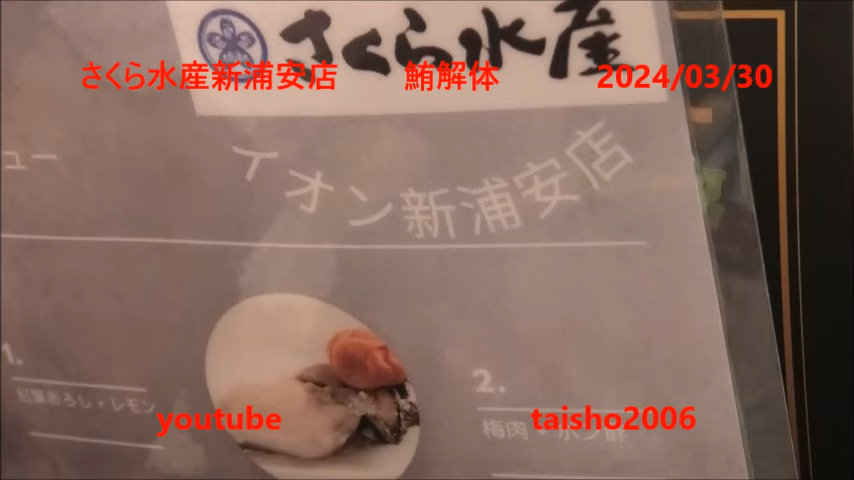 さくら水産
さくら水産新浦安店 鮪解体 2024/03/30
ュー
イオン新浦安店
1.
紅葉おろし+レモン
2.
梅肉+ポン酢
youtube taisho2006